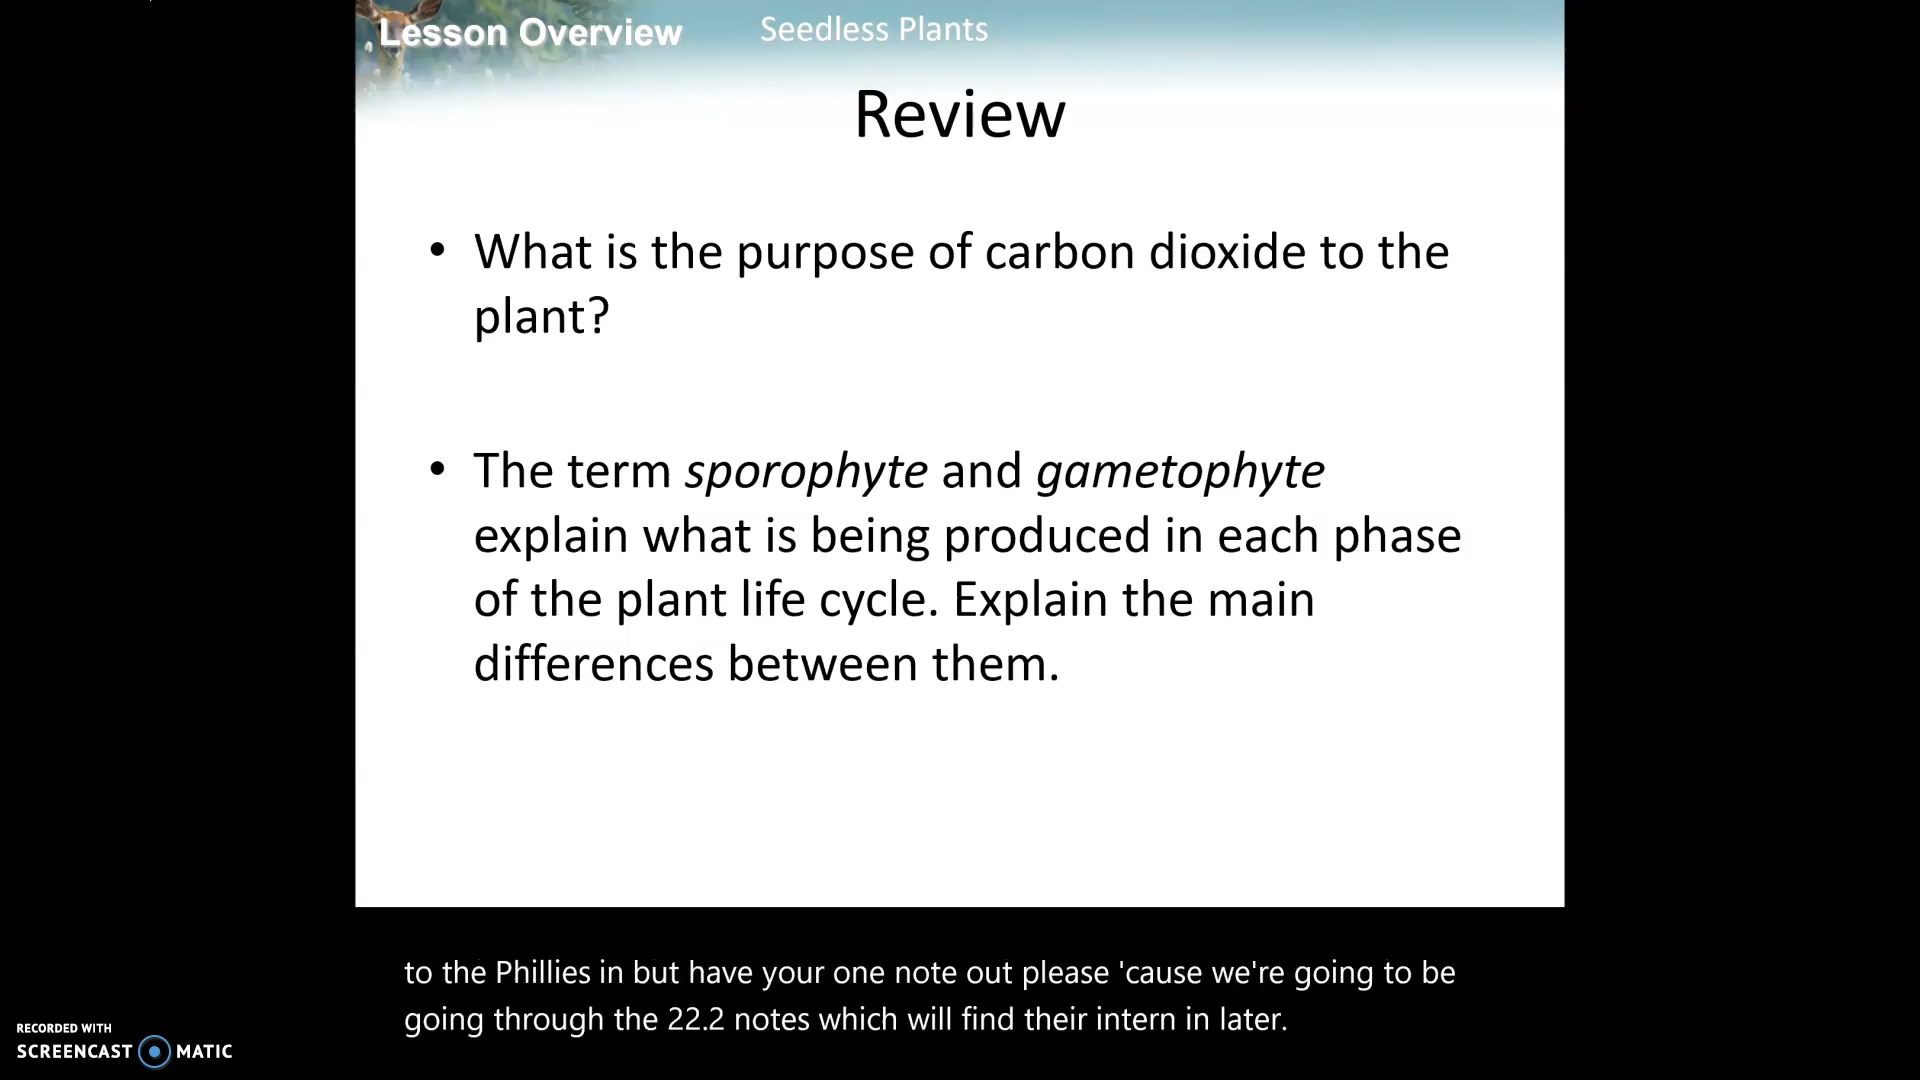 Lesson Overview Seedless Plants
Review
• What is the purpose of carbon dioxide to the
plant?
• The term sporophyte and gametophyte
explain what is being produced in each phase
of the plant life cycle. Explain the main
differences between them.
to the Phillies in but have your one note out please 'cause we're going to be
going through the 22.2 notes which will find their intern in later.
RECORDED WITH
SCREENCAST MATIC